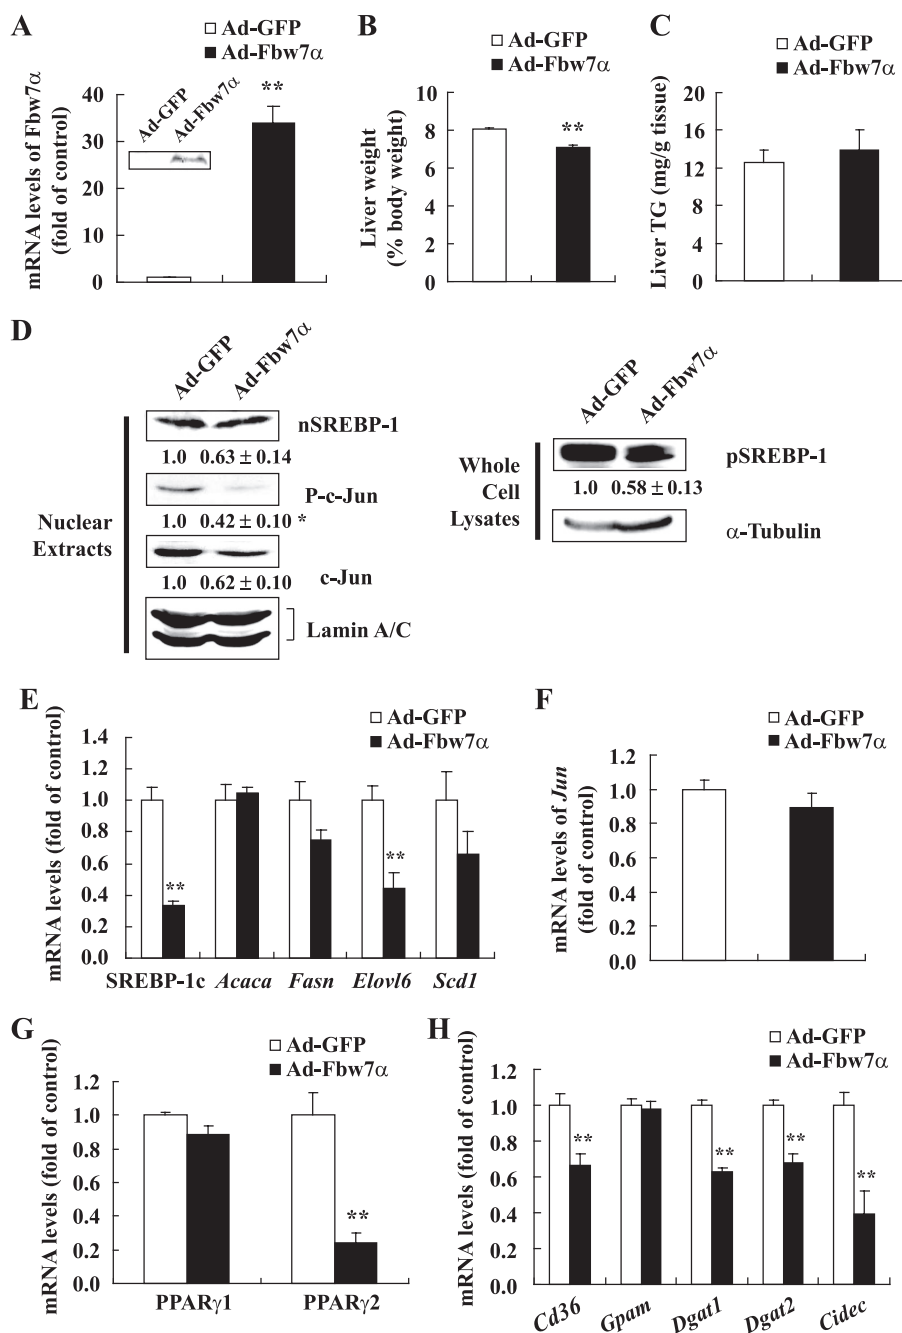 A
Ad-GFP
Ad-Fbw7α
mRNA levels of Fbw7α
(fold of control)
40
30
20
10
0
Ad-GFP
Ad-Fbw7α
**
B
Ad-GFP
Ad-Fbw7α
Liver weight
(% body weight)
10
8
6
4
2
0
**
C
Ad-GFP
Ad-Fbw7α
Liver TG (mg/g tissue)
20
16
12
8
4
0
D
Ad-GFP
Ad-Fbw7α
Nuclear
Extracts
nSREBP-1
1.0 0.63 ± 0.14
P-c-Jun
1.0 0.42 ± 0.10 *
c-Jun
1.0 0.62 ± 0.10
Lamin A/C
Ad-GFP
Ad-Fbw7α
Whole
Cell
Lysates
pSREBP-1
1.0 0.58 ± 0.13
α-Tubulin
E
Ad-GFP
Ad-Fbw7α
mRNA levels (fold of control)
1.4
1.2
1.0
0.8
0.6
0.4
0.2
0.0
**
**
SREBP-1c Acaca Fasn Elovl6 Scd1
F
Ad-GFP
Ad-Fbw7α
mRNA levels of Jun
(fold of control)
1.2
1.0
0.8
0.6
0.4
0.2
0.0
G
Ad-GFP
Ad-Fbw7α
mRNA levels (fold of control)
1.2
1.0
0.8
0.6
0.4
0.2
0.0
**
PPARγ1 PPARγ2
H
Ad-GFP
Ad-Fbw7α
mRNA levels (fold of control)
1.2
1.0
0.8
0.6
0.4
0.2
0.0
**
**
**
**
Cd36 Gpam Dgat1 Dgat2 Cidec